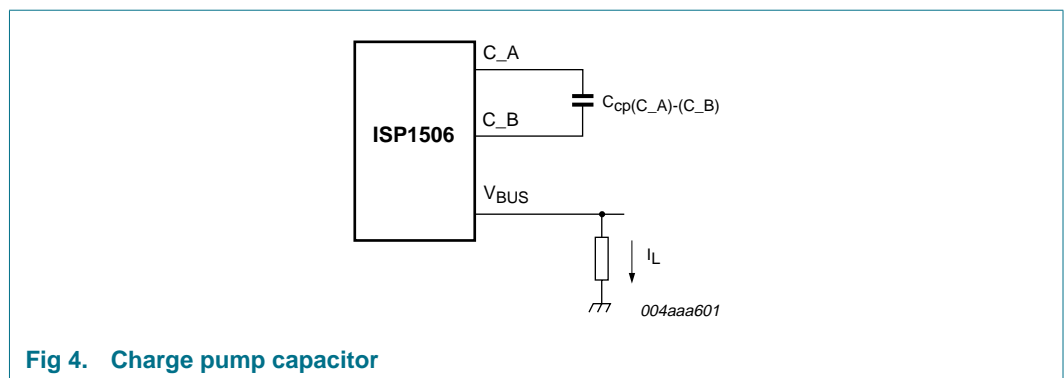 C_A
Ccp(C_A)-(C_B)
C_B
ISP1506
VBUS
IL
004aaa601
Fig 4. Charge pump capacitor